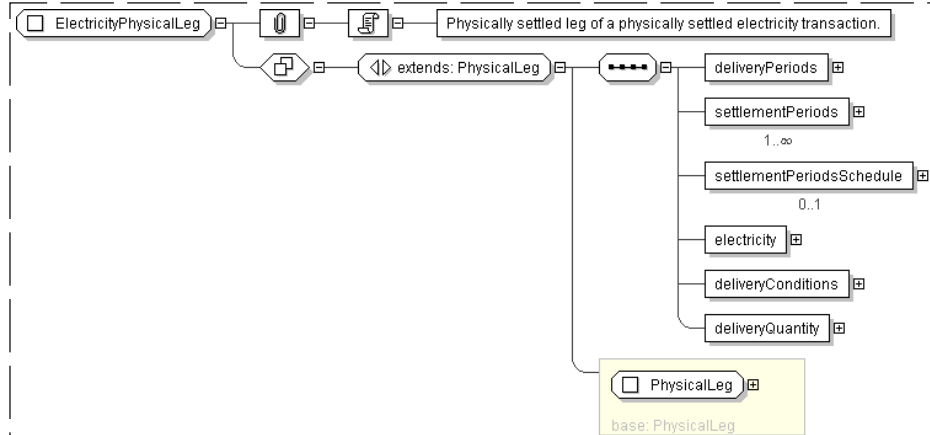 ElectricityPhysicalLeg
Physically settled leg of a physically settled electricity transaction.
extends: PhysicalLeg
deliveryPeriods
settlementPeriods
1..∞
settlementPeriodsSchedule
0..1
electricity
deliveryConditions
deliveryQuantity
PhysicalLeg
base: PhysicalLeg